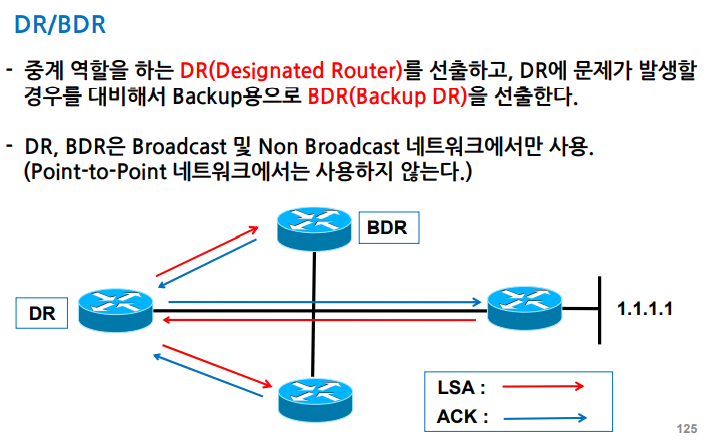 DR/BDR
- 중계 역할을 하는 DR(Designated Router)를 선출하고, DR에 문제가 발생할
경우를 대비해서 Backup용으로 BDR(Backup DR)을 선출한다.
- DR, BDR은 Broadcast 및 Non Broadcast 네트워크에서만 사용.
(Point-to-Point 네트워크에서는 사용하지 않는다.)
BDR
DR
1.1.1.1
LSA :
ACK :
125